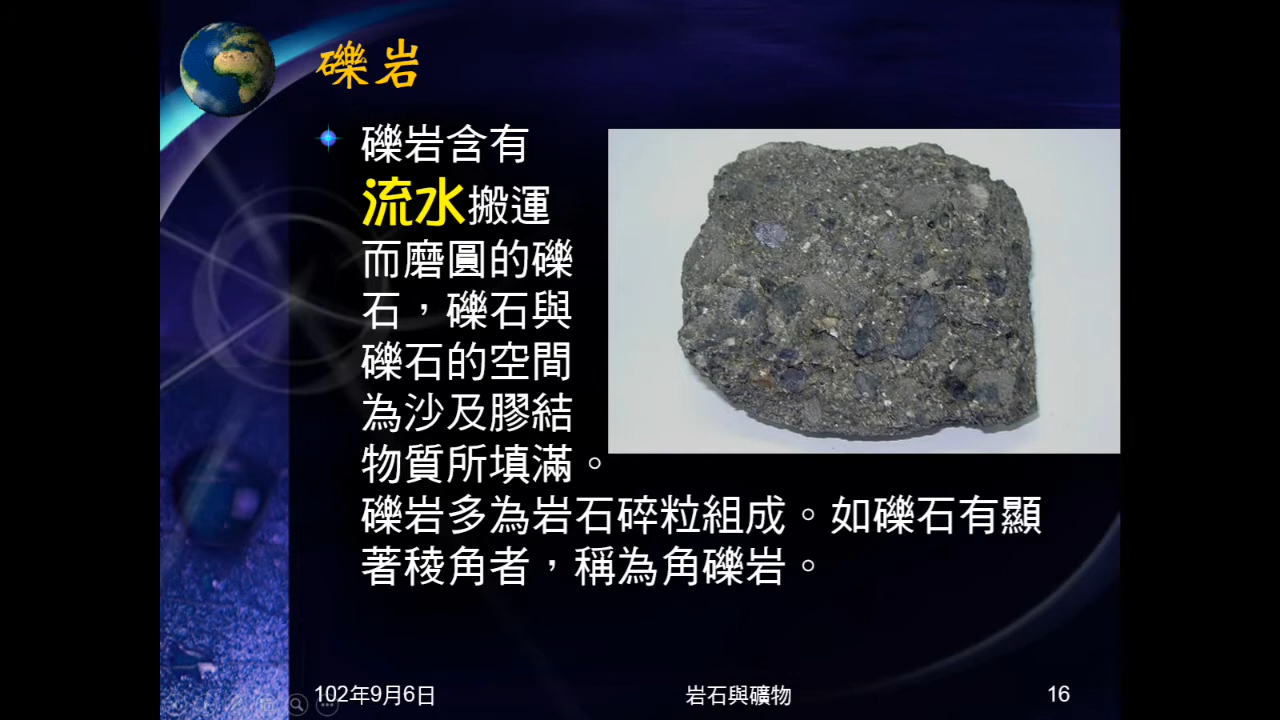 礫岩
礫岩含有
流水搬運
而磨圓的礫
石，礫石與
礫石的空間
為沙及膠結
物質所填滿。
礫岩多為岩石碎粒組成。如礫石有顯
著稜角者，稱為角礫岩。
102年9月6日
岩石與礦物
16